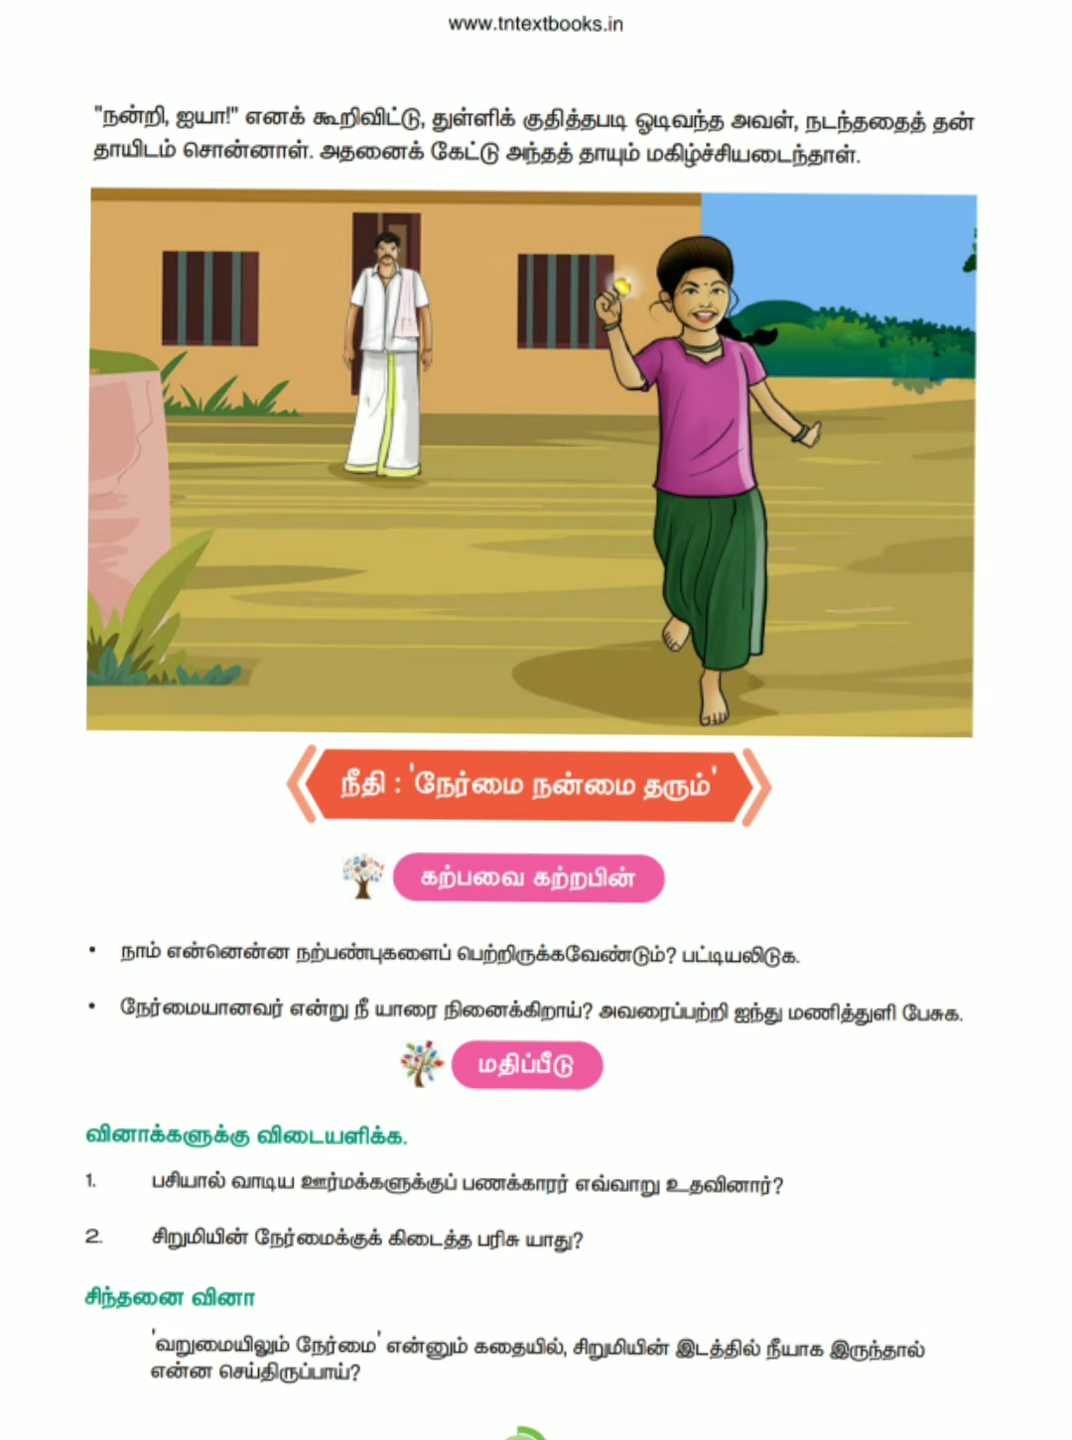 www.tntextbooks.in
"நன்றி, ஐயா!" எனக் கூறிவிட்டு, துள்ளிக் குதித்தபடி ஓடிவந்த அவள், நடந்ததைத் தன்
தாயிடம் சொன்னாள். அதனைக் கேட்டு அந்தத் தாயும் மகிழ்ச்சியடைந்தாள்.
நீதி : 'நேர்மை நன்மை தரும்'
கற்பவை கற்றபின்
• நாம் என்னென்ன நற்பண்புகளைப் பெற்றிருக்கவேண்டும்? பட்டியலிடுக.
• நேர்மையானவர் என்று நீ யாரை நினைக்கிறாய்? அவரைப்பற்றி ஐந்து மணித்துளி பேசுக.
மதிப்பீடு
வினாக்களுக்கு விடையளிக்க.
1. பசியால் வாடிய ஊர்மக்களுக்குப் பணக்காரர் எவ்வாறு உதவினார்?
2. சிறுமியின் நேர்மைக்குக் கிடைத்த பரிசு யாது?
சிந்தனை வினா
'வறுமையிலும் நேர்மை' என்னும் கதையில், சிறுமியின் இடத்தில் நீயாக இருந்தால்
என்ன செய்திருப்பாய்?